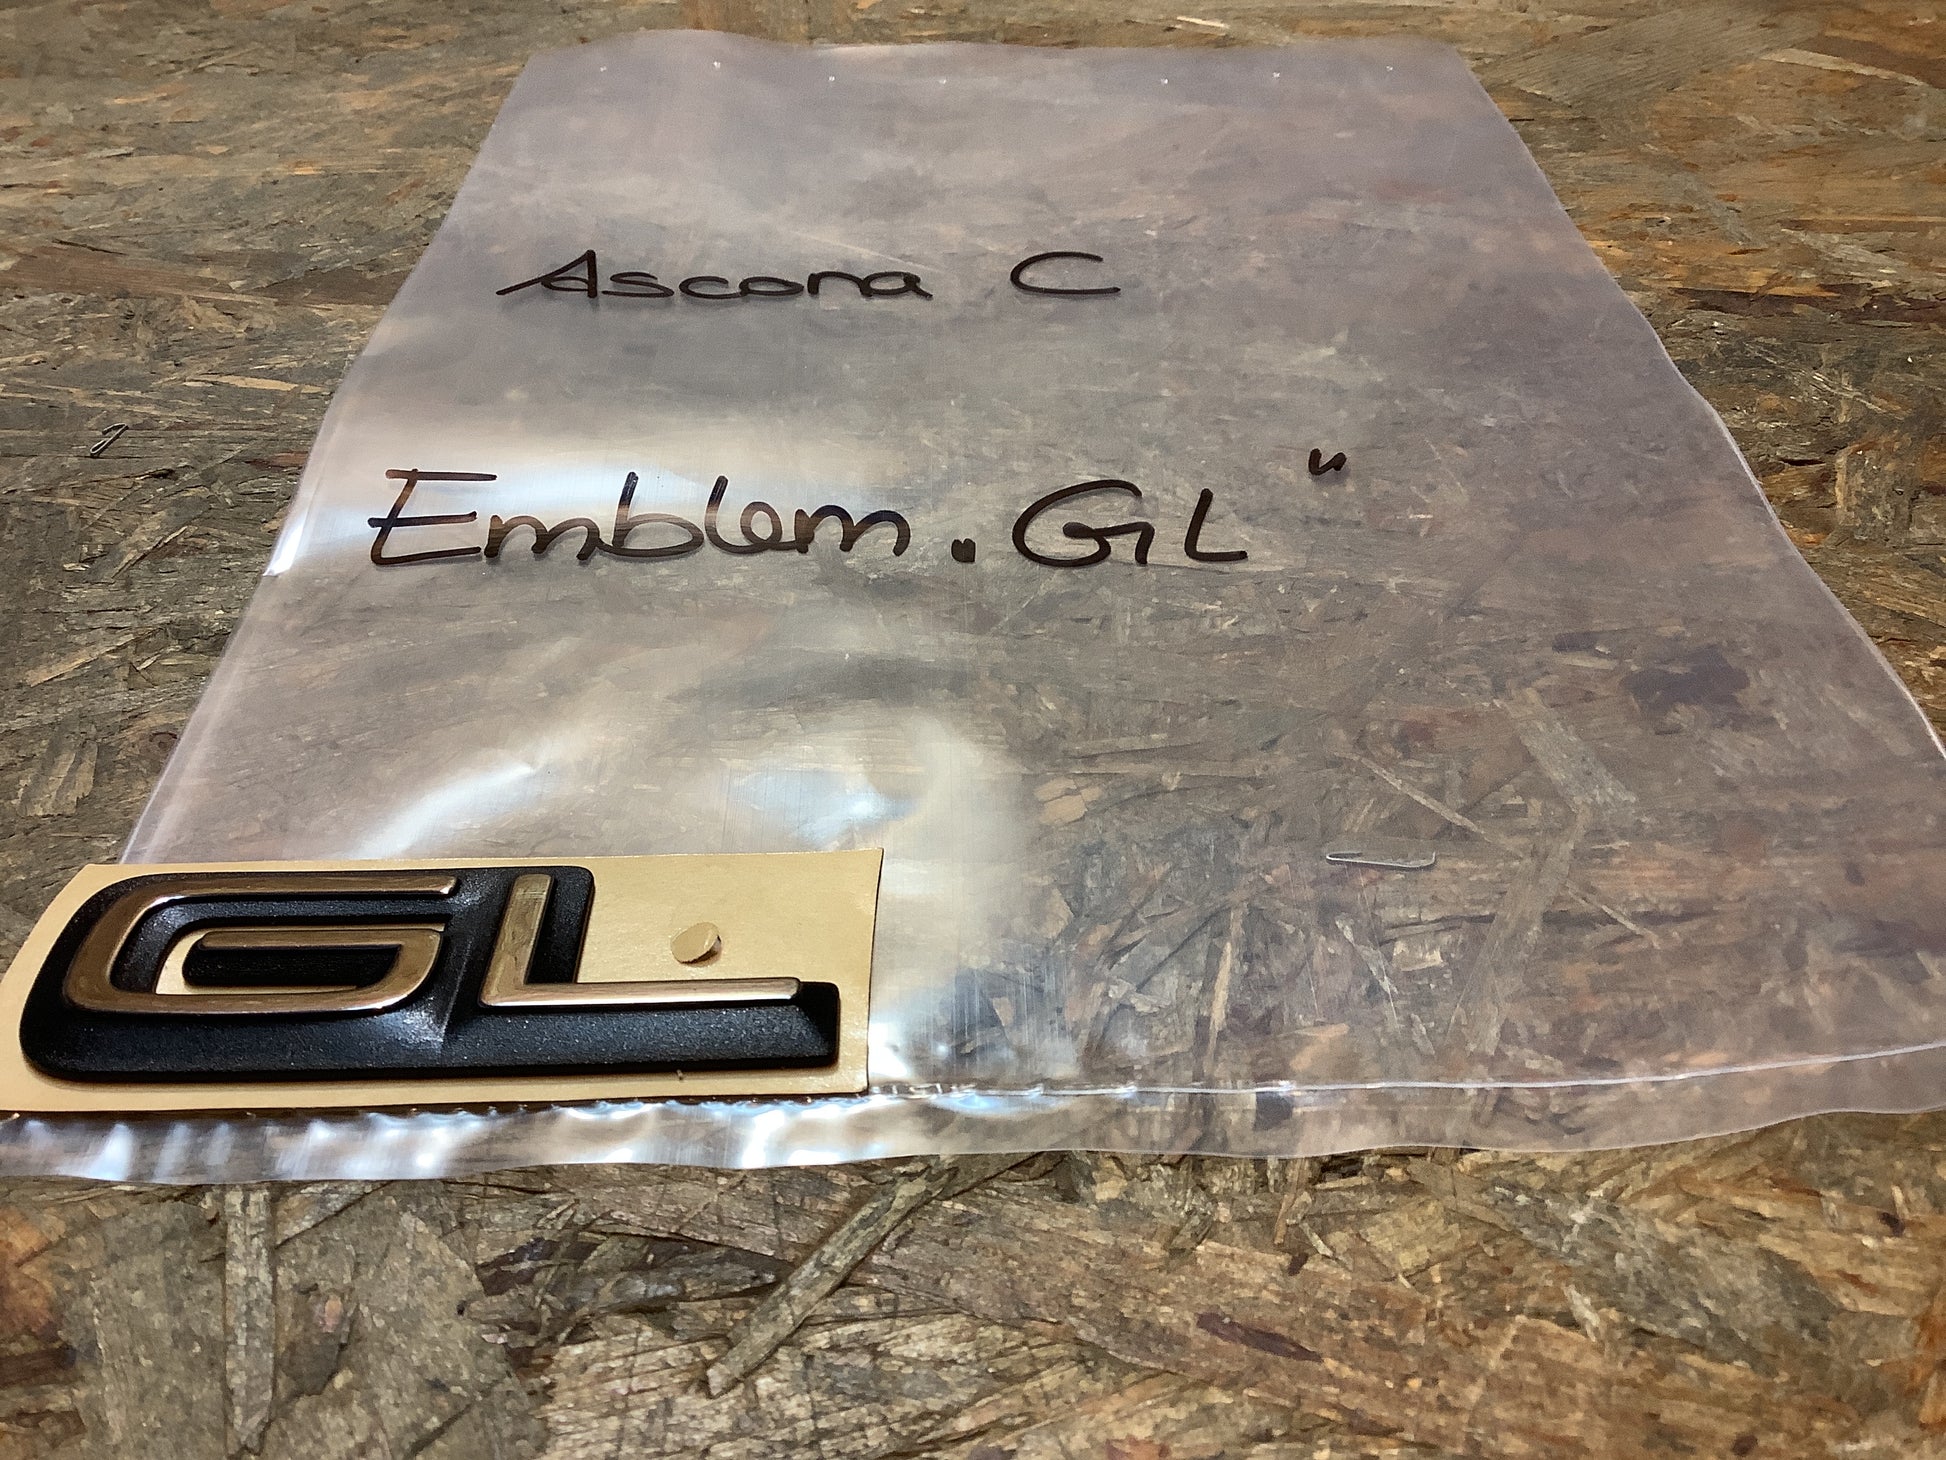 Ascona C
Emblem „GL“
GL